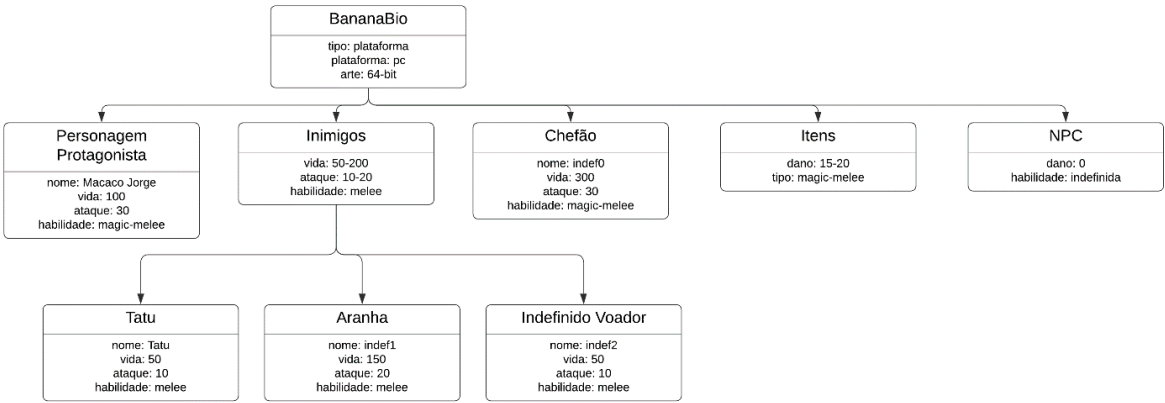 BananaBio
tipo: plataforma
plataforma: pc
arte: 64-bit
Personagem
Protagonista
nome: Macaco Jorge
vida: 100
ataque: 30
habilidade: magic-melee
Inimigos
vida: 50-200
ataque: 10-20
habilidade: melee
Chefão
nome: indef0
vida: 300
ataque: 30
habilidade: magic-melee
Itens
dano: 15-20
tipo: magic-melee
NPC
dano: 0
habilidade: indefinida
Tatu
nome: Tatu
vida: 50
ataque: 10
habilidade: melee
Aranha
nome: indef1
vida: 150
ataque: 20
habilidade: melee
Indefinido Voador
nome: indef2
vida: 50
ataque: 10
habilidade: melee